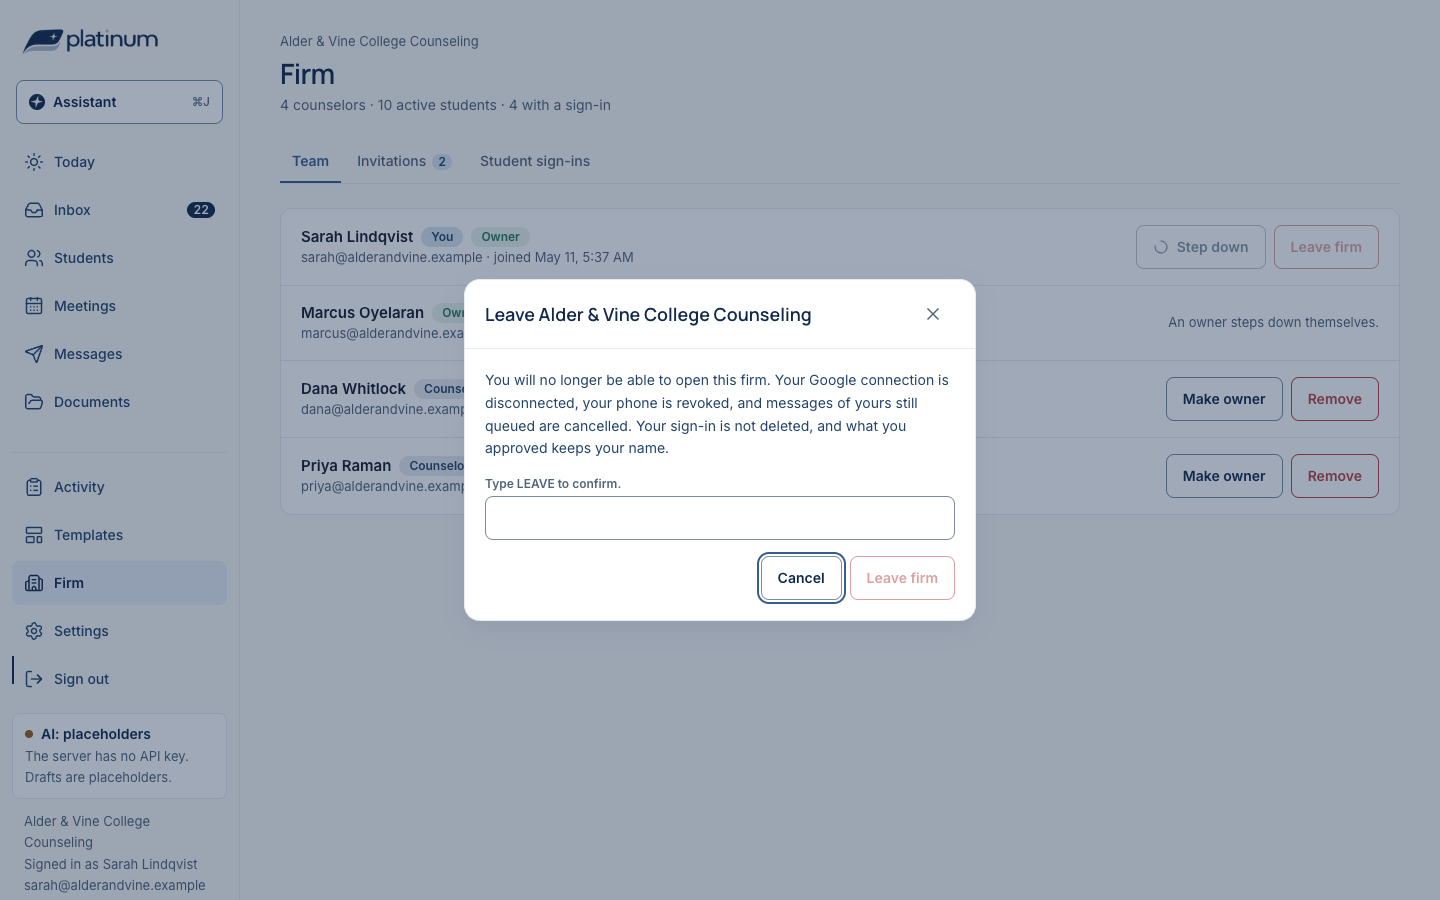 platinum
Assistant ⌘J
Today
Inbox 22
Students
Meetings
Messages
Documents
Activity
Templates
Firm
Settings
Sign out
AI: placeholders
The server has no API key.
Drafts are placeholders.
Alder & Vine College
Counseling
Signed in as Sarah Lindqvist
sarah@alderandvine.example
Alder & Vine College Counseling
Firm
4 counselors · 10 active students · 4 with a sign-in
Team Invitations 2 Student sign-ins
Sarah Lindqvist You Owner
sarah@alderandvine.example · joined May 11, 5:37 AM
Step down Leave firm
Marcus Oyelaran
marcus@alderandvine.exa
An owner steps down themselves.
Dana Whitlock
dana@alderandvine.examp
Make owner Remove
Priya Raman
priya@alderandvine.examp
Make owner Remove
Leave Alder & Vine College Counseling
You will no longer be able to open this firm. Your Google connection is
disconnected, your phone is revoked, and messages of yours still
queued are cancelled. Your sign-in is not deleted, and what you
approved keeps your name.
Type LEAVE to confirm.
Cancel Leave firm